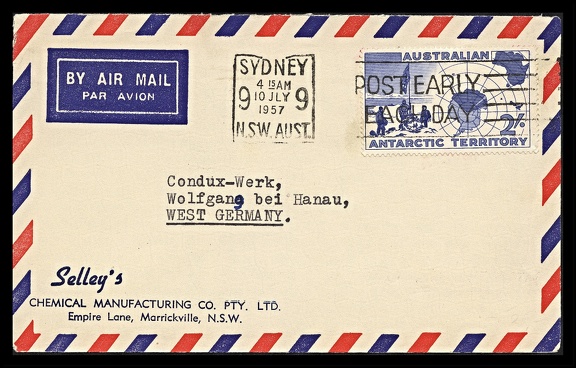 BY AIR MAIL
PAR AVION
SYDNEY
4 15AM
9 10 JLY 9
1957
N.S.W. AUST.
POST EARLY
EACH DAY
AUSTRALIAN
2/-
ANTARCTIC TERRITORY
Condux-Werk,
Wolfgang bei Hanau,
WEST GERMANY.
Selley's
CHEMICAL MANUFACTURING CO. PTY. LTD.
Empire Lane, Marrickville, N.S.W.